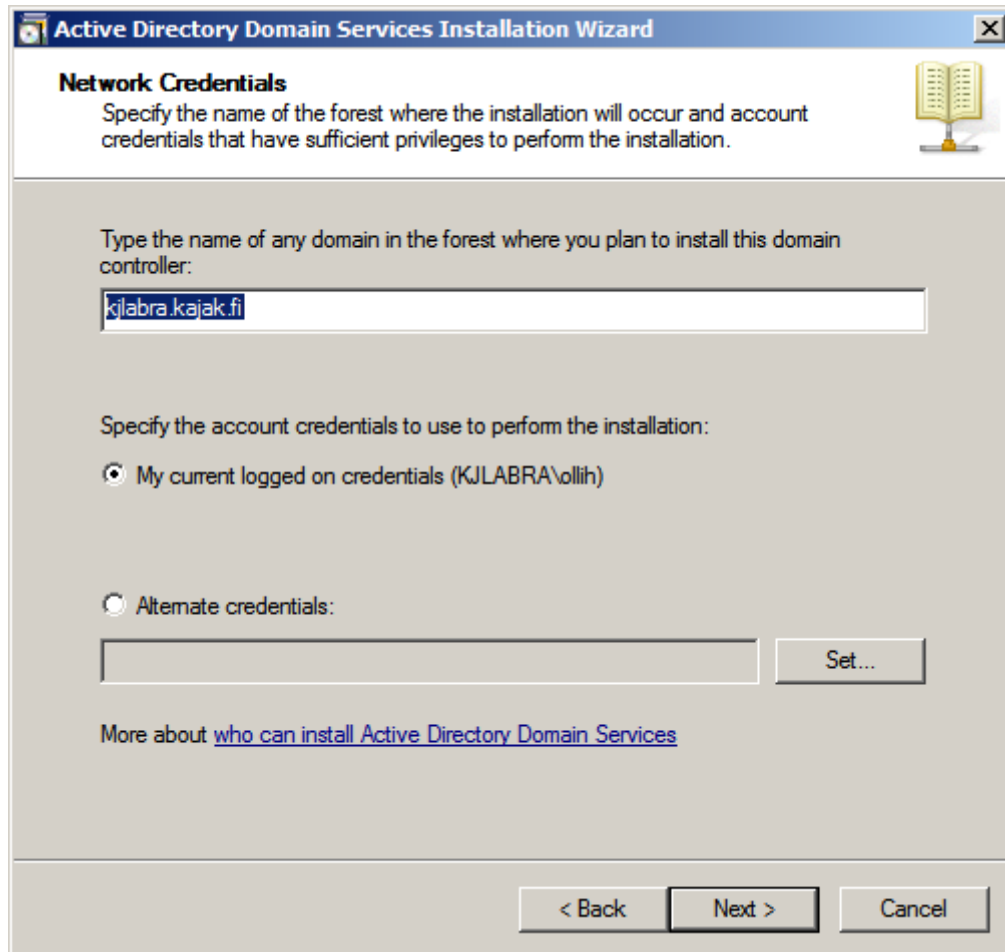 Active Directory Domain Services Installation Wizard
Network Credentials
Specify the name of the forest where the installation will occur and account
credentials that have sufficient privileges to perform the installation.
Type the name of any domain in the forest where you plan to install this domain
controller:
kjlabra.kajak.fi
Specify the account credentials to use to perform the installation:
My current logged on credentials (KJLABRA\ollih)
Alternate credentials:
Set...
More about who can install Active Directory Domain Services
< Back
Next >
Cancel